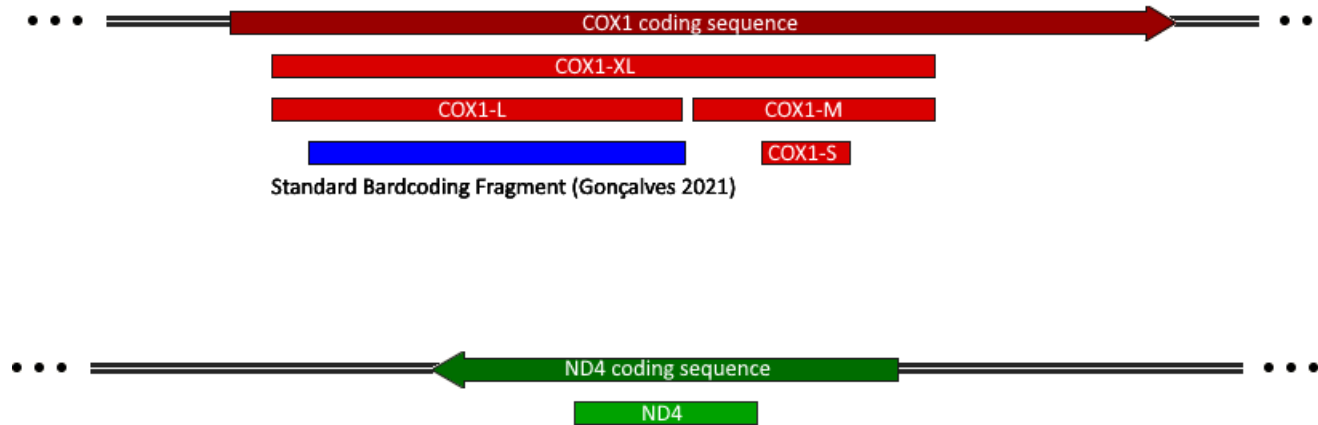 COX1 coding sequence
COX1-XL
COX1-L COX1-M
COX1-S
Standard Bardcoding Fragment (Gonçalves 2021)
ND4 coding sequence
ND4